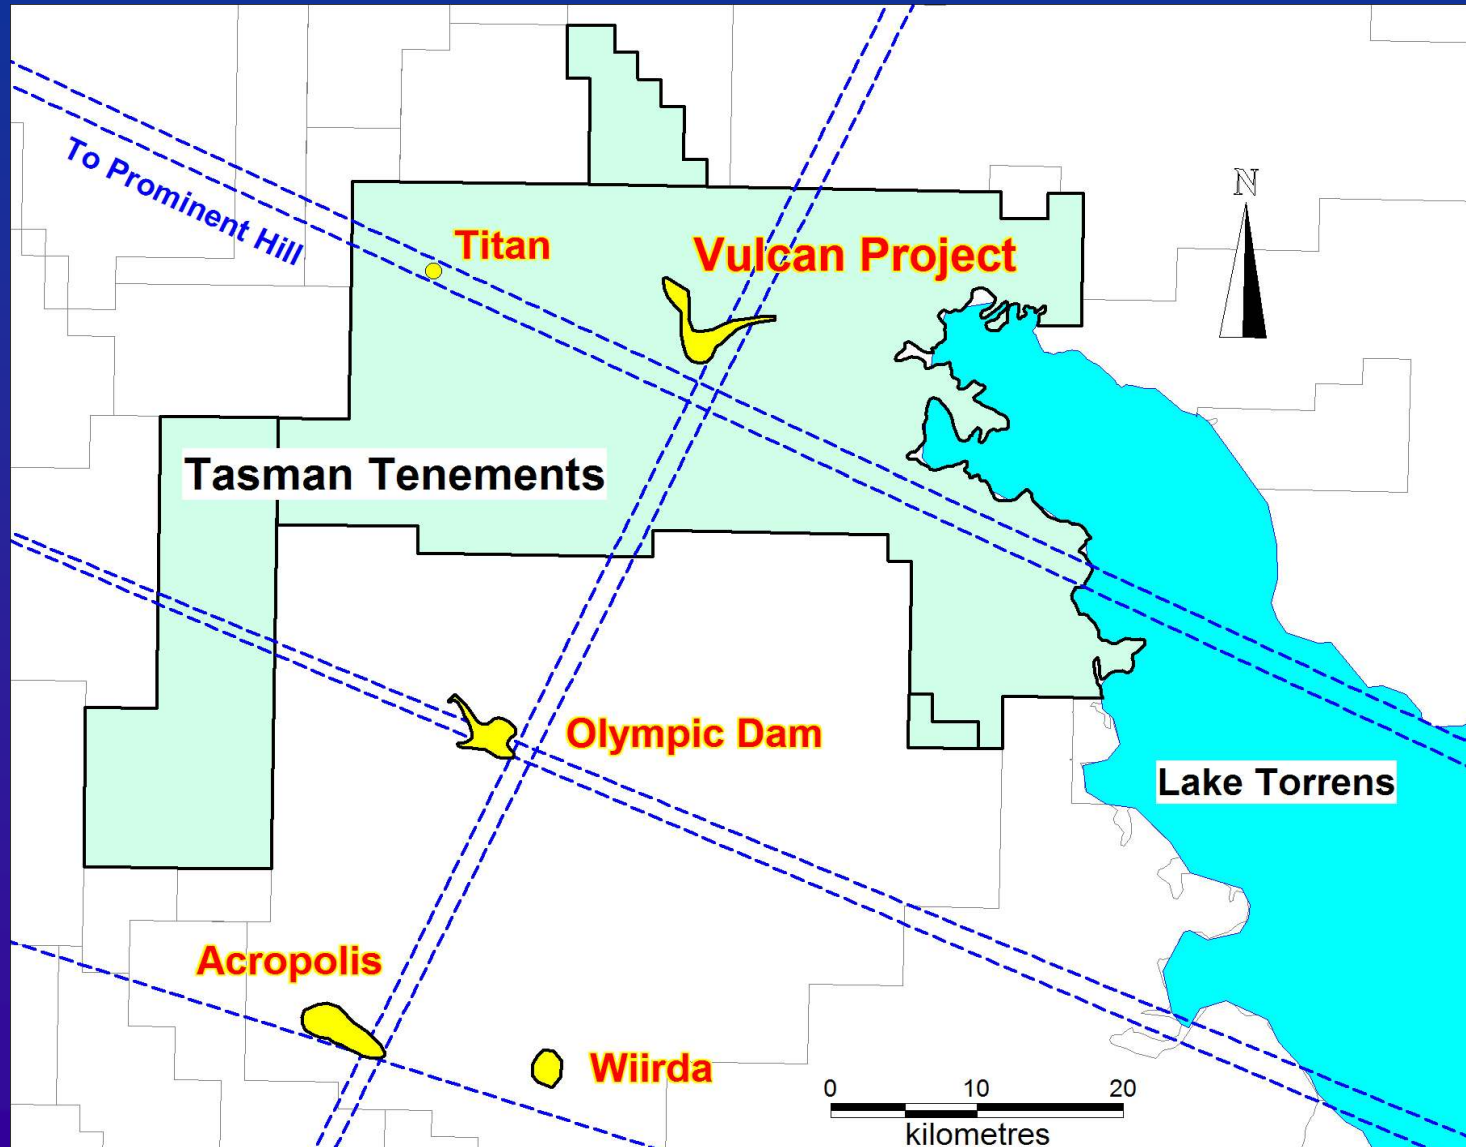 To Prominent Hill
N
Titan
Vulcan Project
Tasman Tenements
Olympic Dam
Lake Torrens
Acropolis
Wiirda
0 10 20
kilometres